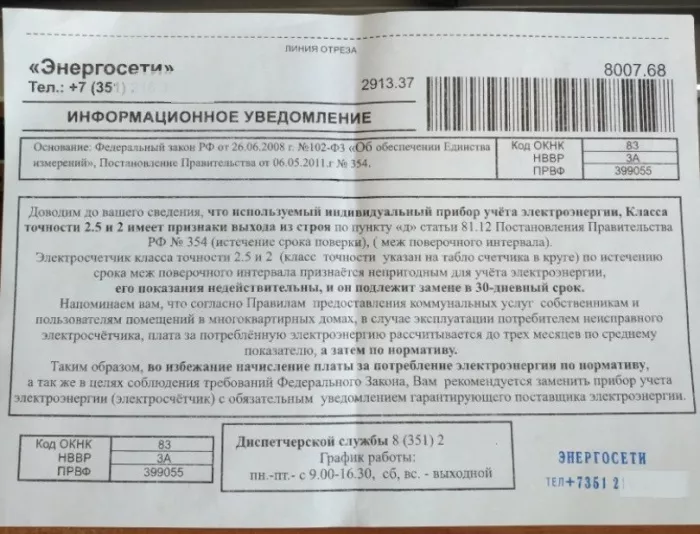 ЛИНИЯ ОТРЕЗА
«Энергосети»
Тел.: +7 (351)
2913.37
8007.68
ИНФОРМАЦИОННОЕ УВЕДОМЛЕНИЕ
Основание: Федеральный закон РФ от 26.06.2008 г. №102-ФЗ «Об обеспечении Единства
измерений», Постановление Правительства от 06.05.2011.г № 354.
Код ОКНК 83
НВВР 3А
ПРВФ 399055
Доводим до вашего сведения, что используемый индивидуальный прибор учёта электроэнергии, Класса
точности 2.5 и 2 имеет признаки выхода из строя по пункту «д» статьи 81.12 Постановления Правительства
РФ № 354 (истечение срока поверки), ( меж поверочного интервала).
Электросчетчик класса точности 2.5 и 2 (класс точности указан на табло счетчика в круге) по истечению
срока меж поверочного интервала признаётся непригодным для учёта электроэнергии,
его показания недействительны, и он подлежит замене в 30-дневный срок.
Напоминаем вам, что согласно Правилам предоставления коммунальных услуг собственникам и
пользователям помещений в многоквартирных домах, в случае эксплуатации потребителем неисправного
электросчётчика, плата за потреблённую электроэнергию рассчитывается до трех месяцев по среднему
показателю, а затем по нормативу.
Таким образом, во избежание начисление платы за потребление электроэнергии по нормативу,
а так же в целях соблюдения требований Федерального Закона, Вам рекомендуется заменить прибор учета
электроэнергии (электросчётчик) с обязательным уведомлением гарантирующего поставщика электроэнергии.
Код ОКНК 83
НВВР 3А
ПРВФ 399055
Диспетчерской службы 8 (351) 2
График работы:
пн.-пт.- с 9.00-16.30, сб, вс. - выходной
ЭНЕРГОСЕТИ
ТЕЛ+7351 2